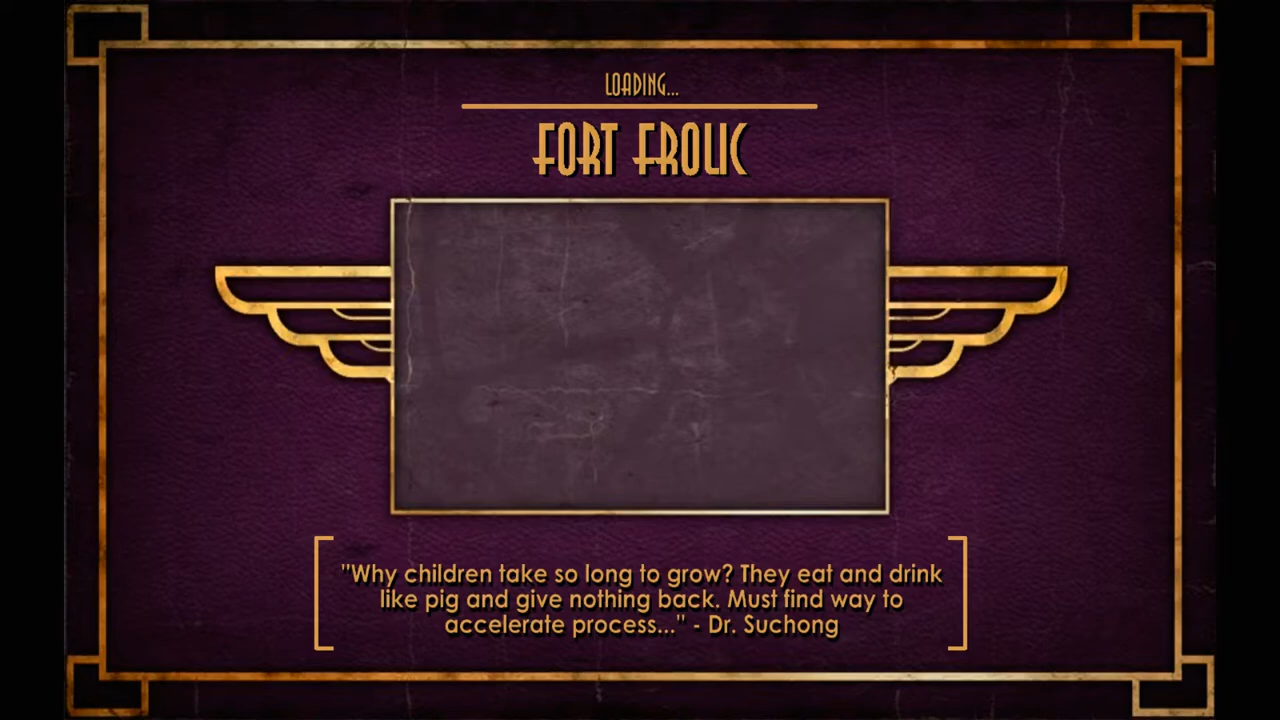 LOADING...
FORT FROLIC
"Why children take so long to grow? They eat and drink
like pig and give nothing back. Must find way to
accelerate process..." - Dr. Suchong